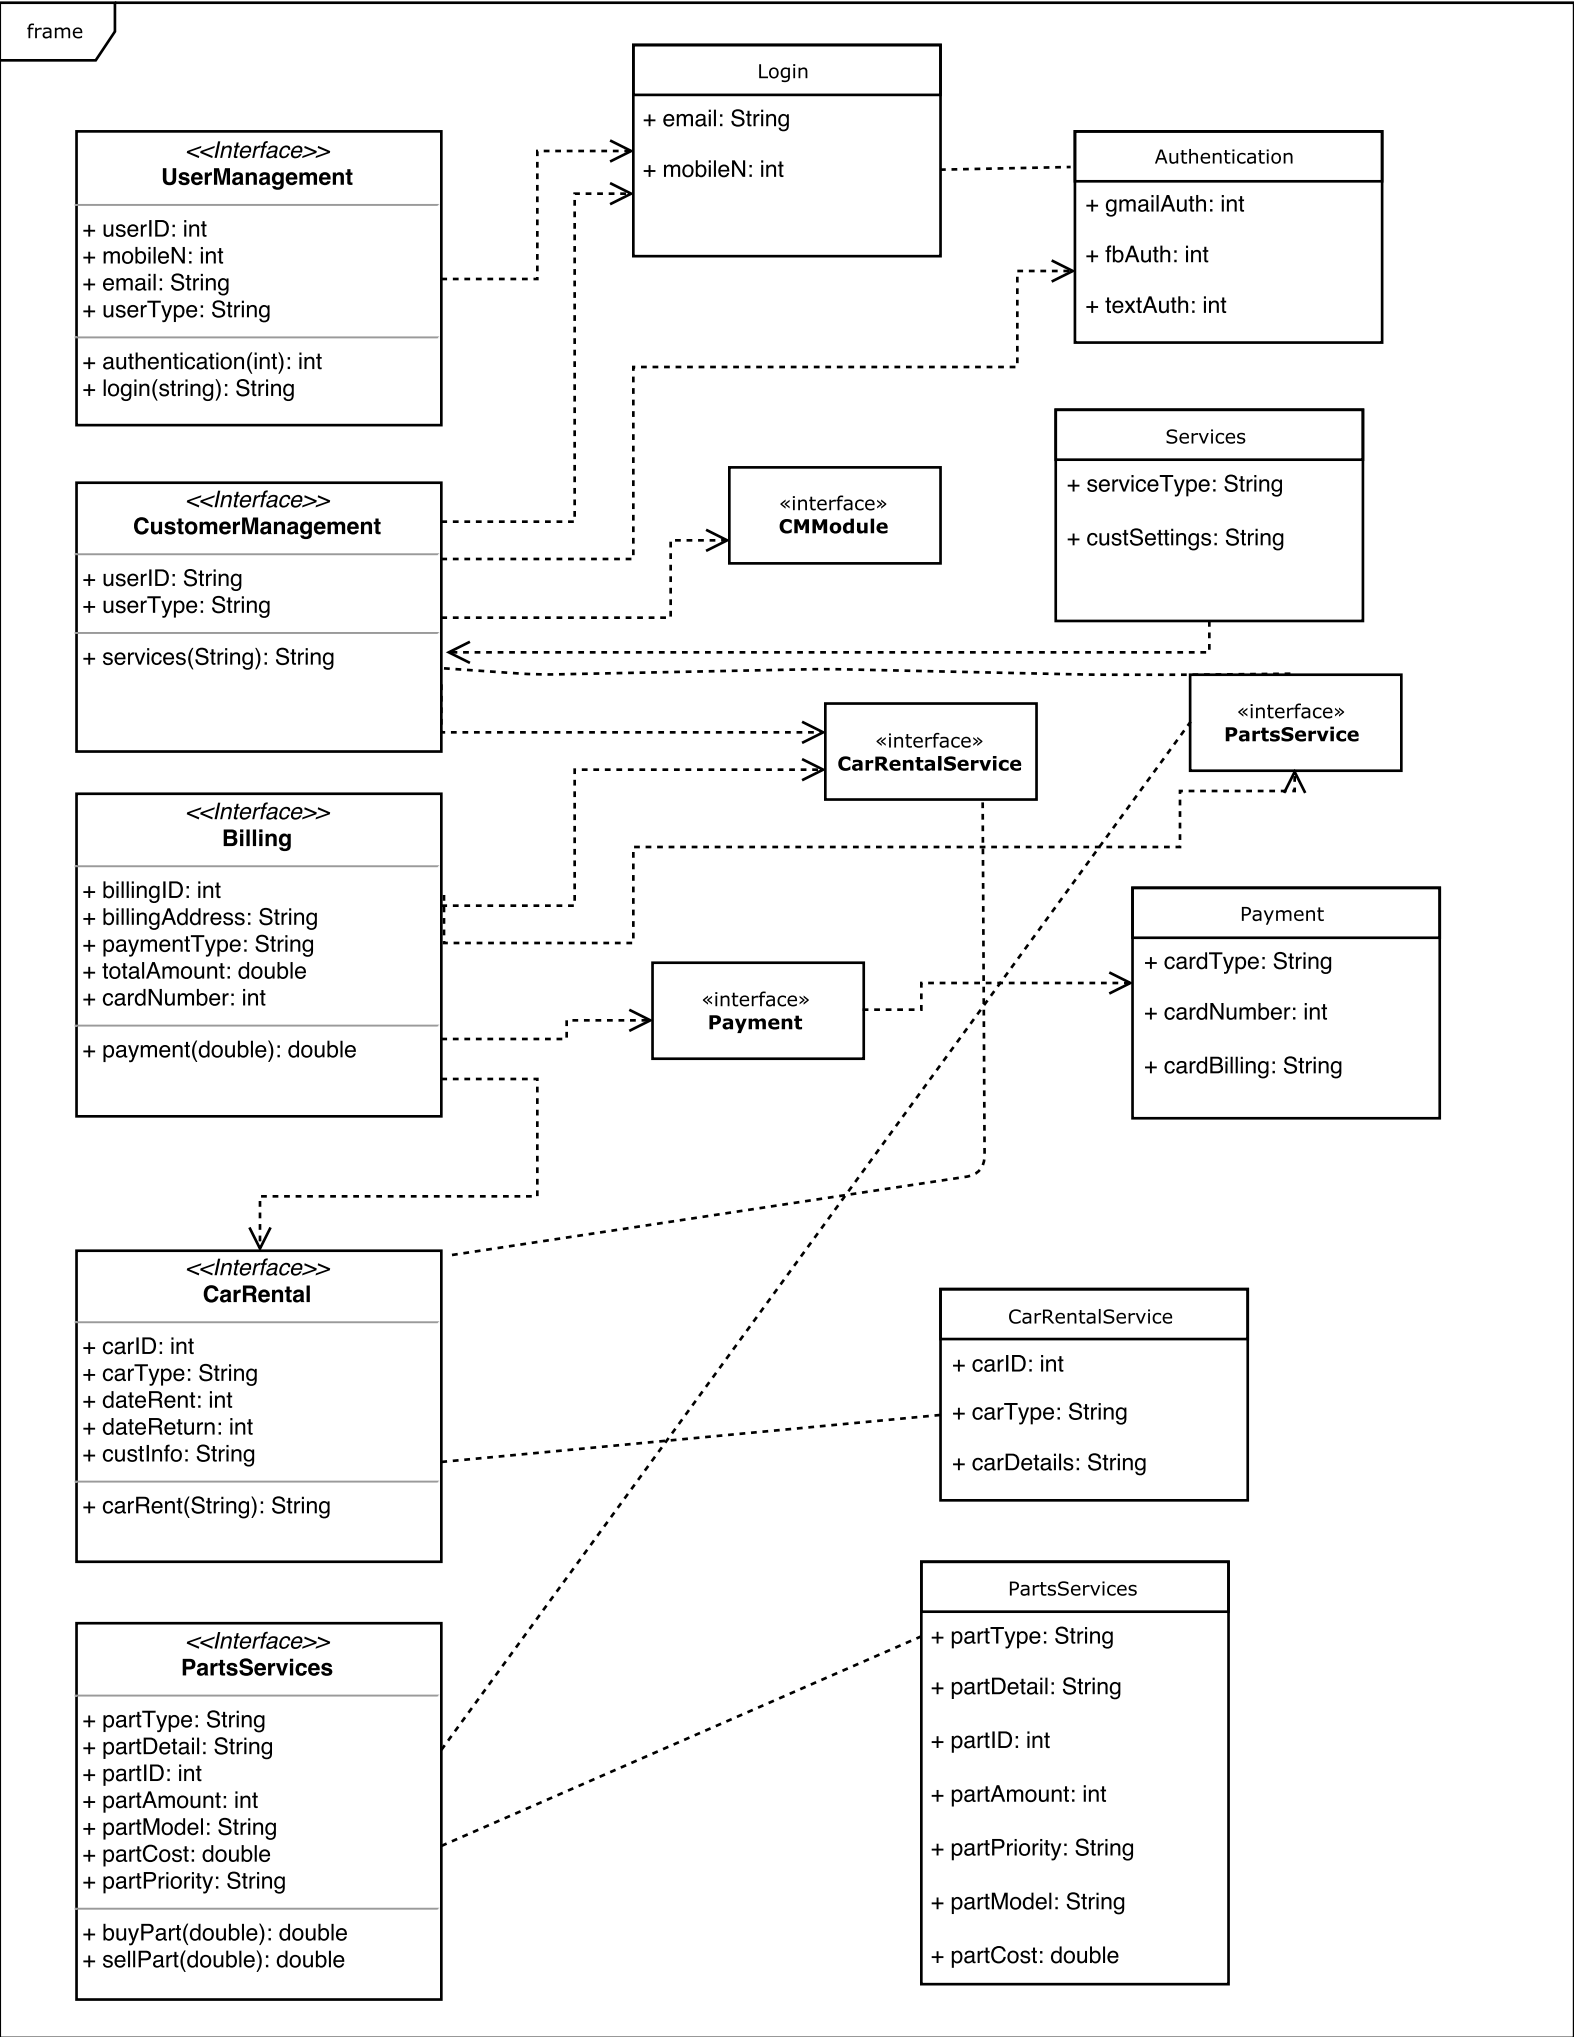 frame
Login
+ email: String
+ mobileN: int
<<Interface>>
UserManagement
+ userID: int
+ mobileN: int
+ email: String
+ userType: String
+ authentication(int): int
+ login(string): String
Authentication
+ gmailAuth: int
+ fbAuth: int
+ textAuth: int
Services
+ serviceType: String
+ custSettings: String
<<Interface>>
CustomerManagement
+ userID: String
+ userType: String
+ services(String): String
«interface»
CMModule
«interface»
CarRentalService
«interface»
PartsService
<<Interface>>
Billing
+ billingID: int
+ billingAddress: String
+ paymentType: String
+ totalAmount: double
+ cardNumber: int
+ payment(double): double
«interface»
Payment
Payment
+ cardType: String
+ cardNumber: int
+ cardBilling: String
<<Interface>>
CarRental
+ carID: int
+ carType: String
+ dateRent: int
+ dateReturn: int
+ custInfo: String
+ carRent(String): String
CarRentalService
+ carID: int
+ carType: String
+ carDetails: String
<<Interface>>
PartsServices
+ partType: String
+ partDetail: String
+ partID: int
+ partAmount: int
+ partModel: String
+ partCost: double
+ partPriority: String
+ buyPart(double): double
+ sellPart(double): double
PartsServices
+ partType: String
+ partDetail: String
+ partID: int
+ partAmount: int
+ partPriority: String
+ partModel: String
+ partCost: double